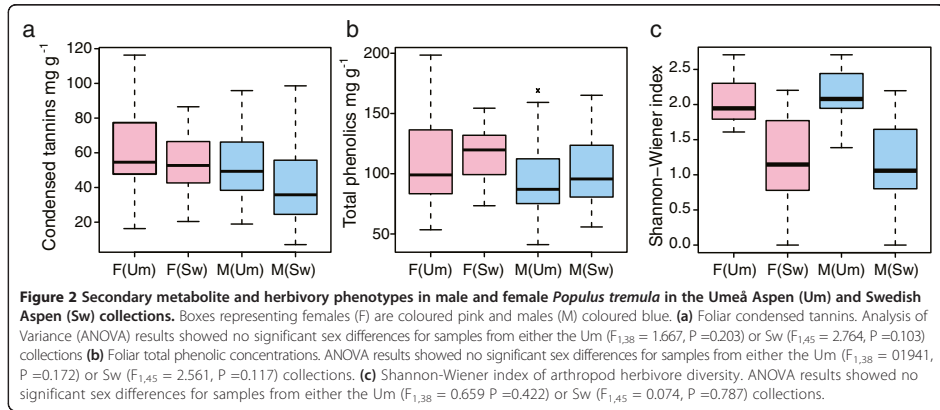 a
b
c
Condensed tannins mg g⁻¹
120
100
80
60
40
20
F(Um) F(Sw) M(Um) M(Sw)
Total phenolics mg g⁻¹
200
150
100
50
x
F(Um) F(Sw) M(Um) M(Sw)
Shannon–Wiener index
2.5
2.0
1.2
1.0
0.5
0.0
F(Um) F(Sw) M(Um) M(Sw)
Figure 2 Secondary metabolite and herbivory phenotypes in male and female Populus tremula in the Umeå Aspen (Um) and Swedish
Aspen (Sw) collections. Boxes representing females (F) are coloured pink and males (M) coloured blue. (a) Foliar condensed tannins. Analysis of
Variance (ANOVA) results showed no significant sex differences for samples from either the Um (F1,38 = 1.667, P =0.203) or Sw (F1,45 = 2.764, P =0.103)
collections (b) Foliar total phenolic concentrations. ANOVA results showed no significant sex differences for samples from either the Um (F1,38 = 01941,
P =0.172) or Sw (F1,45 = 2.561, P =0.117) collections. (c) Shannon-Wiener index of arthropod herbivore diversity. ANOVA results showed no
significant sex differences for samples from either the Um (F1,38 = 0.659 P =0.422) or Sw (F1,45 = 0.074, P =0.787) collections.